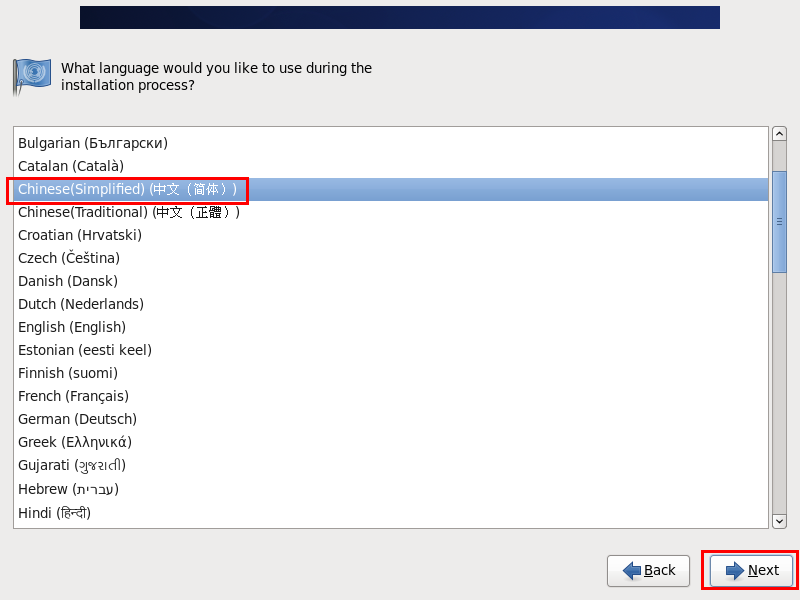 What language would you like to use during the
installation process?
Bulgarian (Български)
Catalan (Català)
Chinese(Simplified) (中文（简体）)
Chinese(Traditional) (中文（正體）)
Croatian (Hrvatski)
Czech (Čeština)
Danish (Dansk)
Dutch (Nederlands)
English (English)
Estonian (eesti keel)
Finnish (suomi)
French (Français)
German (Deutsch)
Greek (Ελληνικά)
Gujarati (ગુજરાતી)
Hebrew (עברית)
Hindi (हिन्दी)
Back
Next